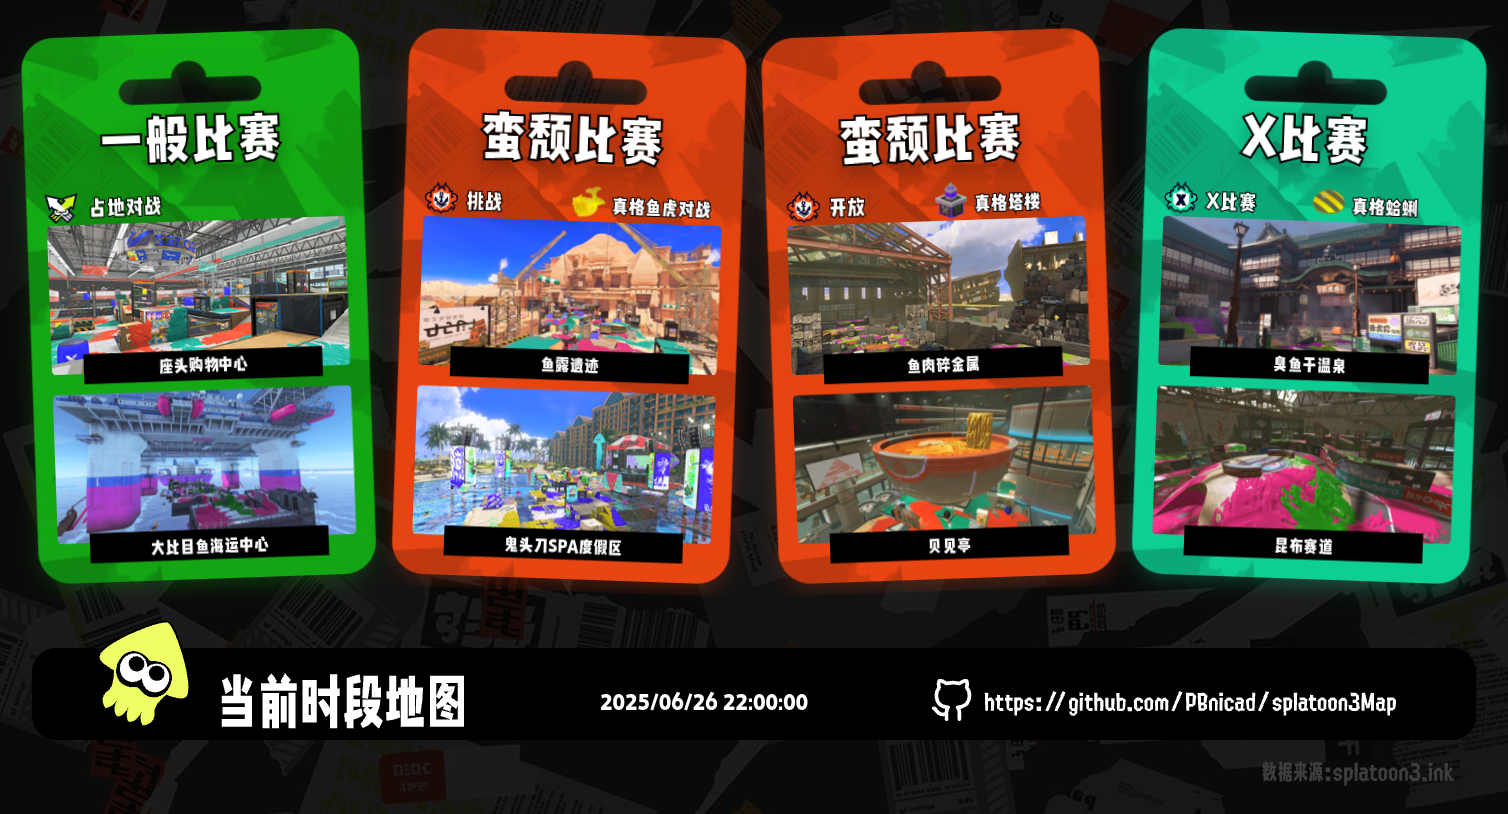 一般比赛
占地对战
座头购物中心
大比目鱼海运中心
蛮颓比赛
挑战
真格鱼虎对战
鱼露遗迹
鬼头刀SPA度假区
蛮颓比赛
开放
真格塔楼
鱼肉碎金属
贝见亭
X比赛
X比赛
真格蛤蜊
臭鱼干温泉
昆布赛道
当前时段地图
2025/06/26 22:00:00
https://github.com/PBnicad/splatoon3Map
数据来源:splatoon3.ink